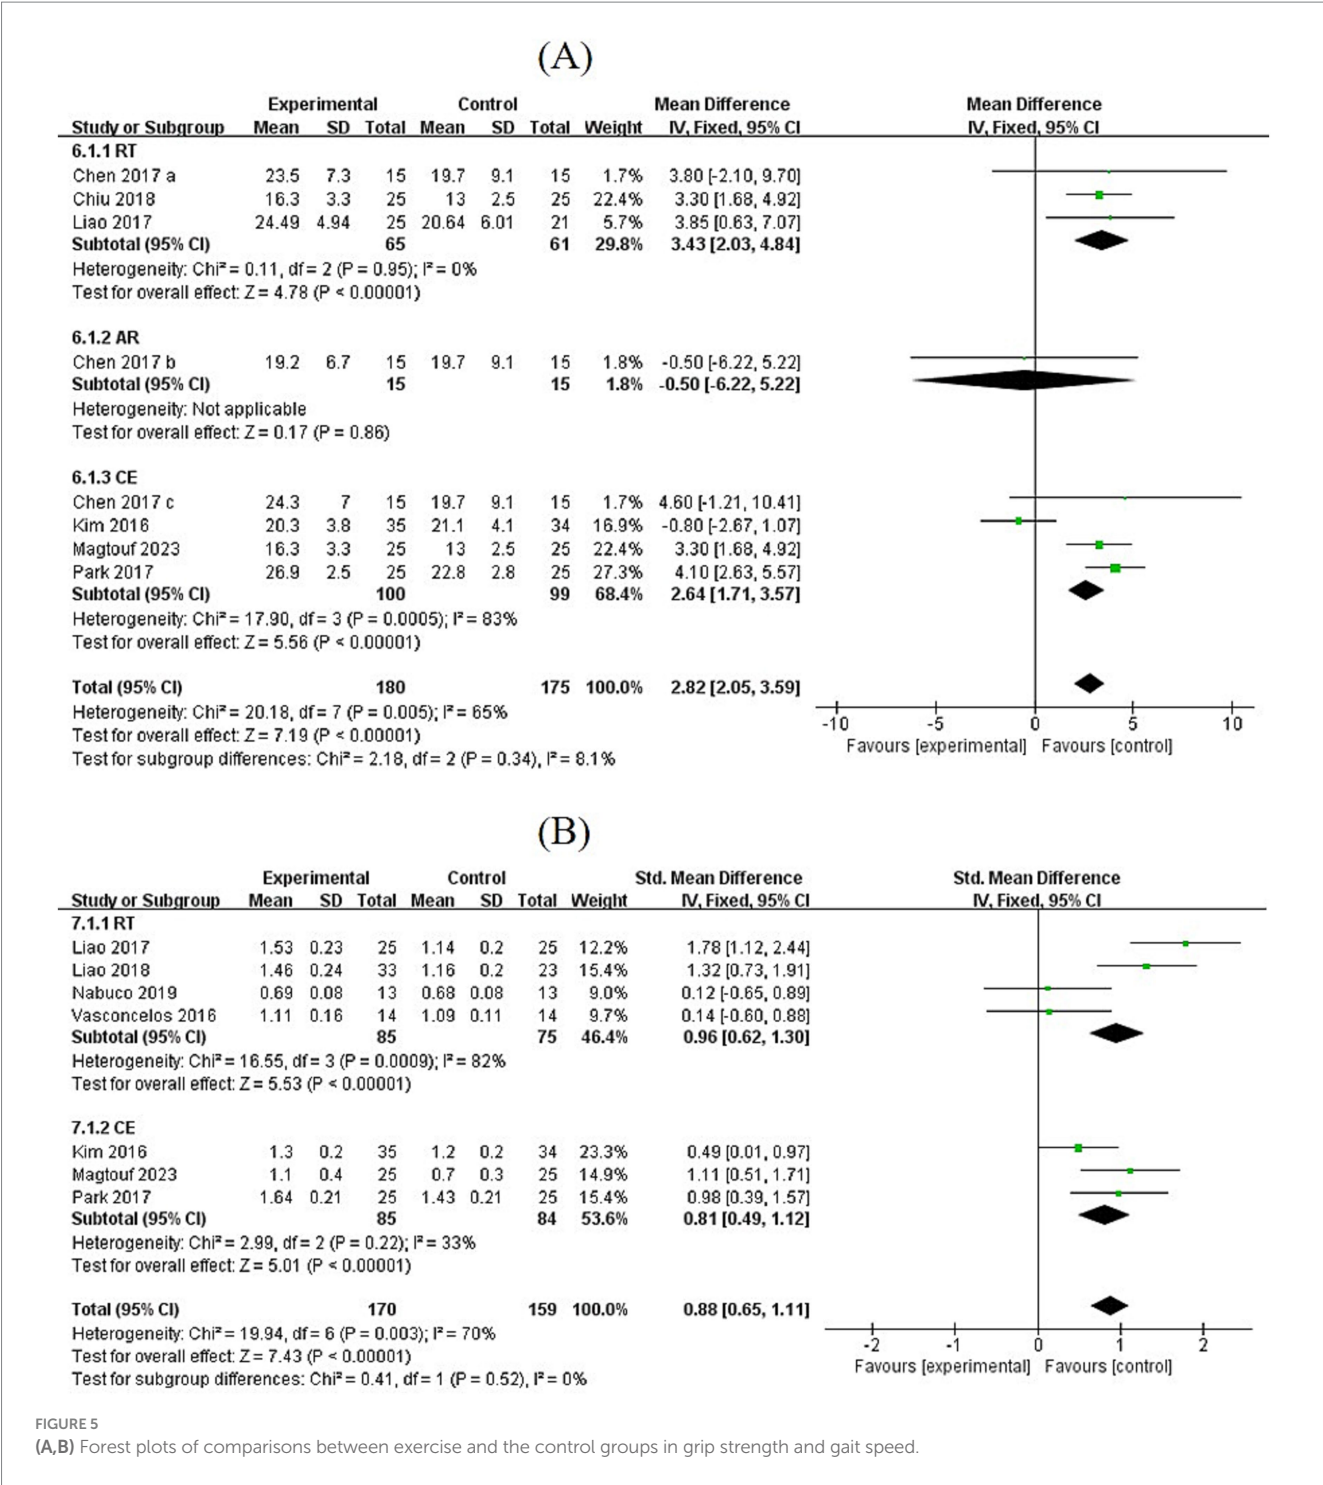 (A)
Experimental Control Mean Difference Mean Difference
Study or Subgroup Mean SD Total Mean SD Total Weight IV, Fixed, 95% CI IV, Fixed, 95% CI
6.1.1 RT
Chen 2017 a 23.5 7.3 15 19.7 9.1 15 1.7% 3.80 [-2.10, 9.70]
Chiu 2018 16.3 3.3 25 13 2.5 25 22.4% 3.30 [1.68, 4.92]
Liao 2017 24.49 4.94 25 20.64 6.01 21 5.7% 3.85 [0.63, 7.07]
Subtotal (95% CI) 65 61 29.8% 3.43 [2.03, 4.84]
Heterogeneity: Chi² = 0.11, df = 2 (P = 0.95); I² = 0%
Test for overall effect: Z = 4.78 (P < 0.00001)
6.1.2 AR
Chen 2017 b 19.2 6.7 15 19.7 9.1 15 1.8% -0.50 [-6.22, 5.22]
Subtotal (95% CI) 15 15 1.8% -0.50 [-6.22, 5.22]
Heterogeneity: Not applicable
Test for overall effect: Z = 0.17 (P = 0.86)
6.1.3 CE
Chen 2017 c 24.3 7 15 19.7 9.1 15 1.7% 4.60 [-1.21, 10.41]
Kim 2016 20.3 3.8 35 21.1 4.1 34 16.9% -0.80 [-2.67, 1.07]
Magtouf 2023 16.3 3.3 25 13 2.5 25 22.4% 3.30 [1.68, 4.92]
Park 2017 26.9 2.5 25 22.8 2.8 25 27.3% 4.10 [2.63, 5.57]
Subtotal (95% CI) 100 99 68.4% 2.64 [1.71, 3.57]
Heterogeneity: Chi² = 17.90, df = 3 (P = 0.0005); I² = 83%
Test for overall effect: Z = 5.56 (P < 0.00001)
Total (95% CI) 180 175 100.0% 2.82 [2.05, 3.59]
Heterogeneity: Chi² = 20.18, df = 7 (P = 0.005); I² = 65%
Test for overall effect: Z = 7.19 (P < 0.00001)
Test for subgroup differences: Chi² = 2.18, df = 2 (P = 0.34), I² = 8.1%
-10 -5 0 5 10
Favours [experimental] Favours [control]
(B)
Experimental Control Std. Mean Difference Std. Mean Difference
Study or Subgroup Mean SD Total Mean SD Total Weight IV, Fixed, 95% CI IV, Fixed, 95% CI
7.1.1 RT
Liao 2017 1.53 0.23 25 1.14 0.2 25 12.2% 1.78 [1.12, 2.44]
Liao 2018 1.46 0.24 33 1.16 0.2 23 15.4% 1.32 [0.73, 1.91]
Nabuco 2019 0.69 0.08 13 0.68 0.08 13 9.0% 0.12 [-0.65, 0.89]
Vasconcelos 2016 1.11 0.16 14 1.09 0.11 14 9.7% 0.14 [-0.60, 0.88]
Subtotal (95% CI) 85 75 46.4% 0.96 [0.62, 1.30]
Heterogeneity: Chi² = 16.55, df = 3 (P = 0.0009); I² = 82%
Test for overall effect: Z = 5.53 (P < 0.00001)
7.1.2 CE
Kim 2016 1.3 0.2 35 1.2 0.2 34 23.3% 0.49 [0.01, 0.97]
Magtouf 2023 1.1 0.4 25 0.7 0.3 25 14.9% 1.11 [0.51, 1.71]
Park 2017 1.64 0.21 25 1.43 0.21 25 15.4% 0.98 [0.39, 1.57]
Subtotal (95% CI) 85 84 53.6% 0.81 [0.49, 1.12]
Heterogeneity: Chi² = 2.99, df = 2 (P = 0.22); I² = 33%
Test for overall effect: Z = 5.01 (P < 0.00001)
Total (95% CI) 170 159 100.0% 0.88 [0.65, 1.11]
Heterogeneity: Chi² = 19.94, df = 6 (P = 0.003); I² = 70%
Test for overall effect: Z = 7.43 (P < 0.00001)
Test for subgroup differences: Chi² = 0.41, df = 1 (P = 0.52), I² = 0%
-2 -1 0 1 2
Favours [experimental] Favours [control]
FIGURE 5
(A,B) Forest plots of comparisons between exercise and the control groups in grip strength and gait speed.